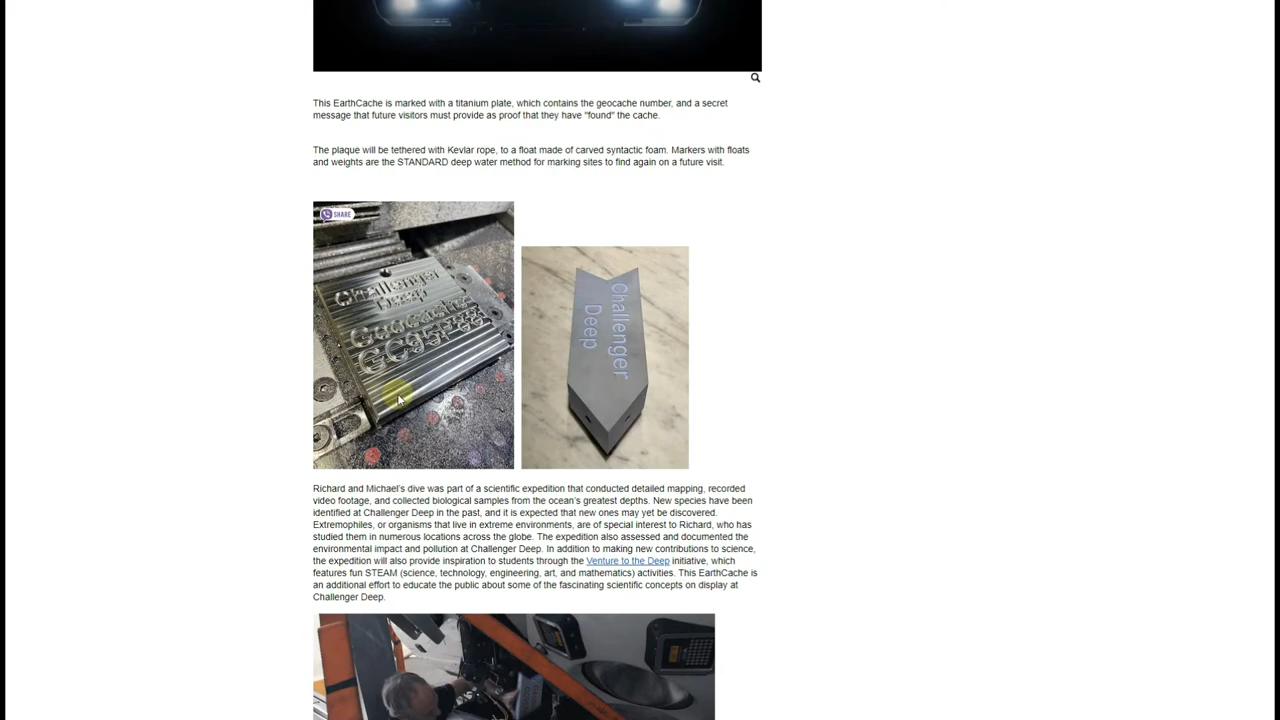 This EarthCache is marked with a titanium plate, which contains the geocache number, and a secret
message that future visitors must provide as proof that they have "found" the cache.
The plaque will be tethered with Kevlar rope, to a float made of carved syntactic foam. Markers with floats
and weights are the STANDARD deep water method for marking sites to find again on a future visit.
SHARE
Challenger
Deep
Geocache
Challenger
Deep
Richard and Michael's dive was part of a scientific expedition that conducted detailed mapping, recorded
video footage, and collected biological samples from the ocean's greatest depths. New species have been
identified at Challenger Deep in the past, and it is expected that new ones may yet be discovered.
Extremophiles, or organisms that live in extreme environments, are of special interest to Richard, who has
studied them in numerous locations across the globe. The expedition also assessed and documented the
environmental impact and pollution at Challenger Deep. In addition to making new contributions to science,
the expedition will also provide inspiration to students through the Venture to the Deep initiative, which
features fun STEAM (science, technology, engineering, art, and mathematics) activities. This EarthCache is
an additional effort to educate the public about some of the fascinating scientific concepts on display at
Challenger Deep.